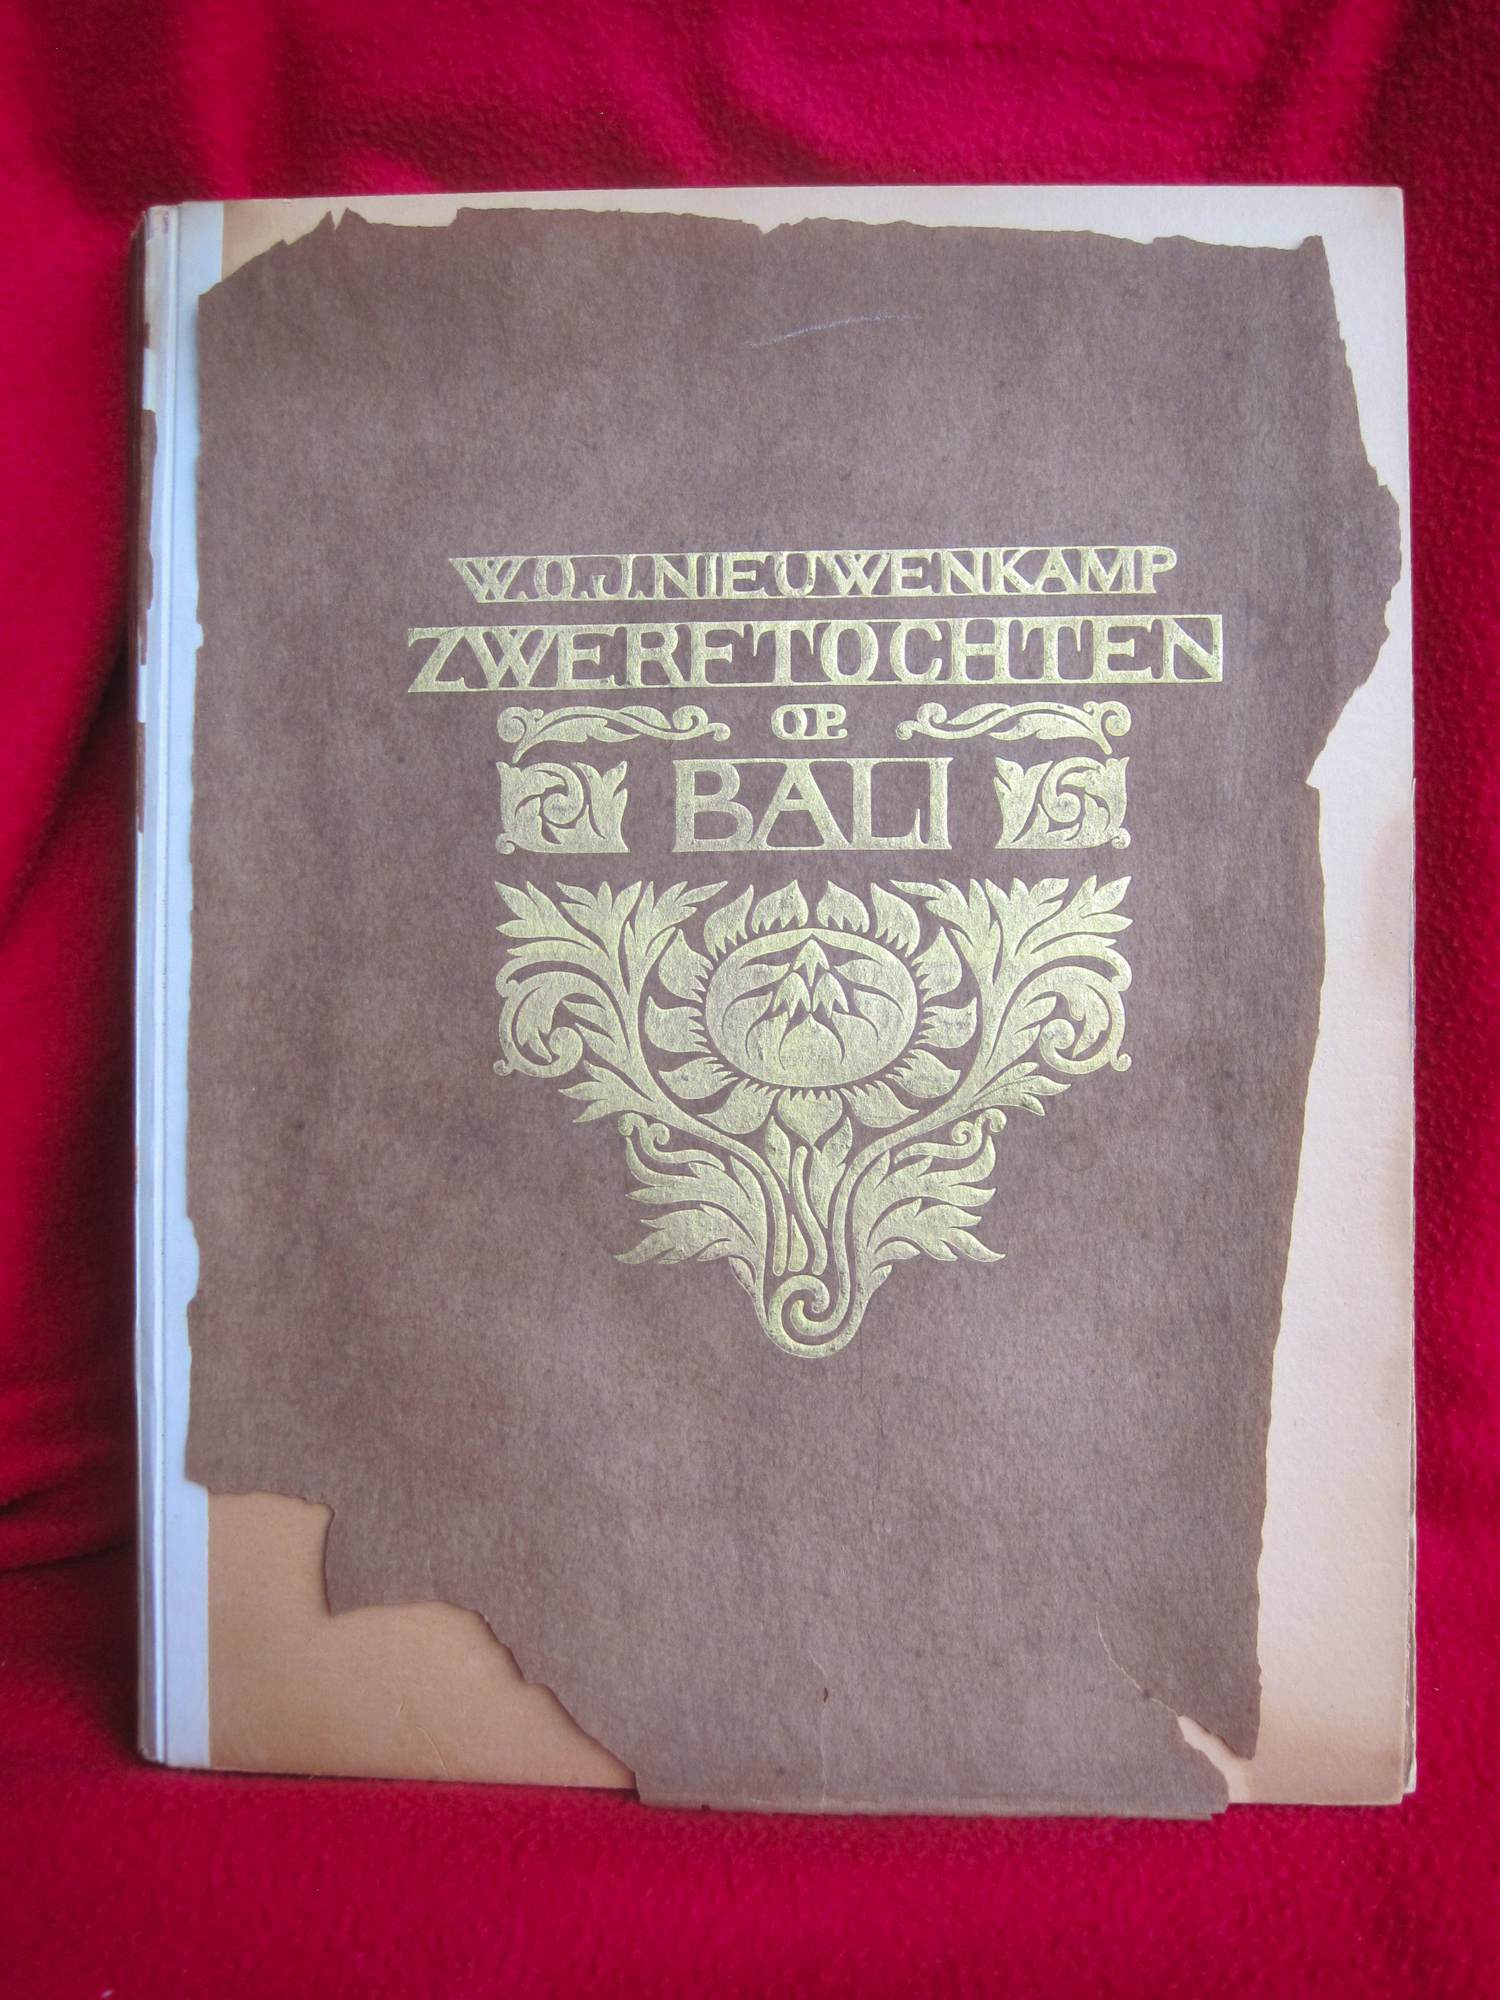 W.O.J. NIEUWENKAMP
ZWERFTOCHTEN
OP
BALI